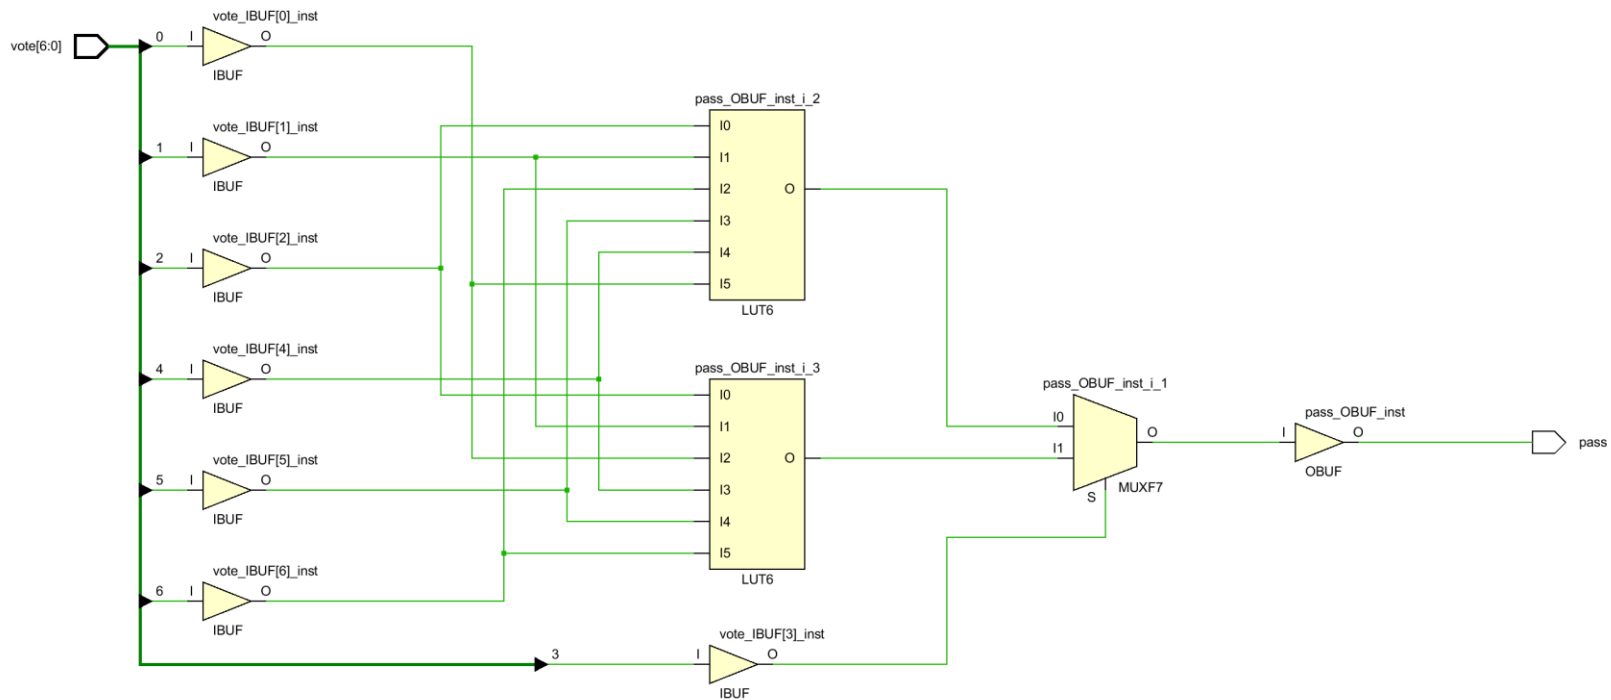 vote[6:0]
0
I
vote_IBUF[0]_inst
O
IBUF
1
I
vote_IBUF[1]_inst
O
IBUF
2
I
vote_IBUF[2]_inst
O
IBUF
4
I
vote_IBUF[4]_inst
O
IBUF
5
I
vote_IBUF[5]_inst
O
IBUF
6
I
vote_IBUF[6]_inst
O
IBUF
3
I
vote_IBUF[3]_inst
O
IBUF
pass_OBUF_inst_i_2
I0
I1
I2
I3
I4
I5
O
LUT6
pass_OBUF_inst_i_3
I0
I1
I2
I3
I4
I5
O
LUT6
pass_OBUF_inst_i_1
I0
I1
S
O
MUXF7
pass_OBUF_inst
I
O
OBUF
pass